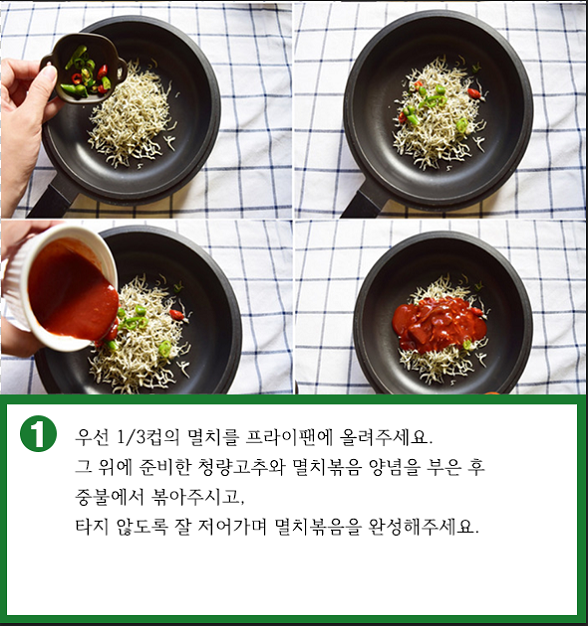 1
우선 1/3컵의 멸치를 프라이팬에 올려주세요.
그 위에 준비한 청량고추와 멸치볶음 양념을 부은 후
중불에서 볶아주시고,
타지 않도록 잘 저어가며 멸치볶음을 완성해주세요.